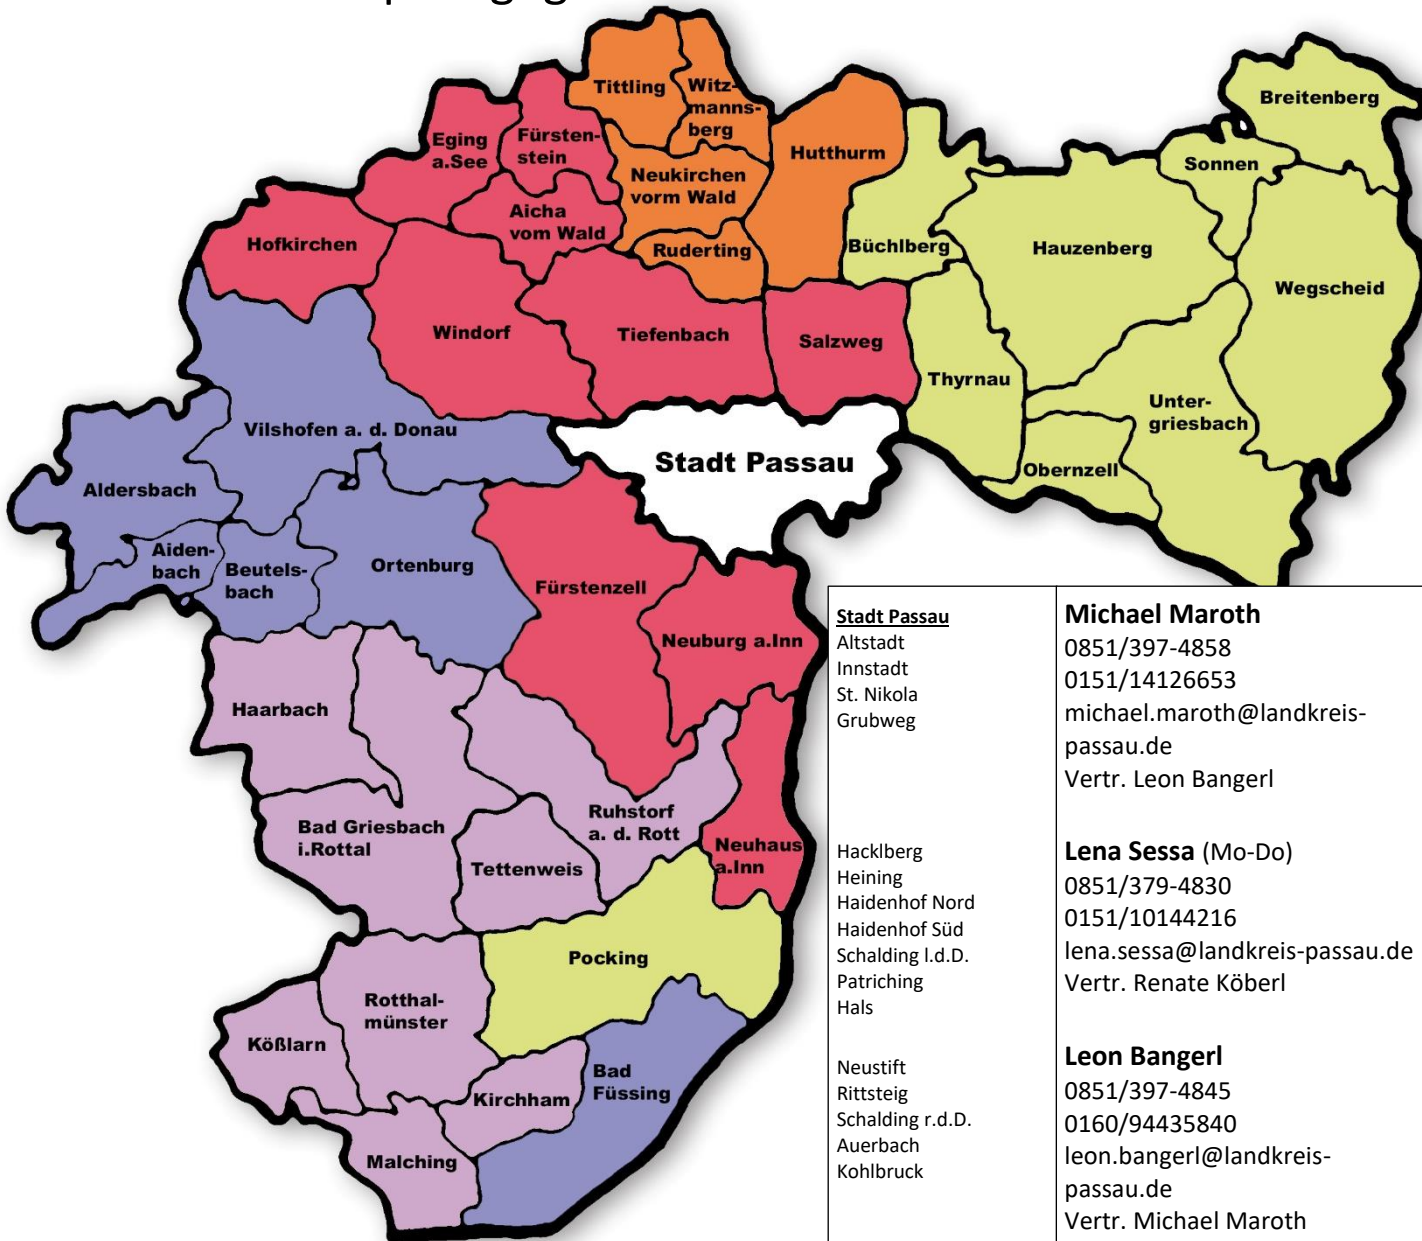 Tittling
Witz-
manns-
berg
Breitenberg
Eging
a.See
Fürsten-
stein
Hutthurm
Sonnen
Neukirchen
vorm Wald
Aicha
vom Wald
Hofkirchen
Ruderting
Büchlberg
Hauzenberg
Wegscheid
Windorf
Tiefenbach
Salzweg
Thyrnau
Unter-
griesbach
Vilshofen a. d. Donau
Stadt Passau
Obernzell
Aldersbach
Aiden-
bach
Beutels-
bach
Ortenburg
Fürstenzell
Neuburg a.Inn
Haarbach
Bad Griesbach
i.Rottal
Ruhstorf
a. d. Rott
Tettenweis
Neuhaus
a.Inn
Pocking
Rotthal-
münster
Kößlarn
Kirchham
Bad
Füssing
Malching
Stadt Passau
Altstadt
Innstadt
St. Nikola
Grubweg
Michael Maroth
0851/397-4858
0151/14126653
michael.maroth@landkreis-
passau.de
Vertr. Leon Bangerl
Hacklberg
Heining
Haidenhof Nord
Haidenhof Süd
Schalding l.d.D.
Patriching
Hals
Lena Sessa (Mo-Do)
0851/379-4830
0151/10144216
lena.sessa@landkreis-passau.de
Vertr. Renate Köberl
Neustift
Rittsteig
Schalding r.d.D.
Auerbach
Kohlbruck
Leon Bangerl
0851/397-4845
0160/94435840
leon.bangerl@landkreis-
passau.de
Vertr. Michael Maroth